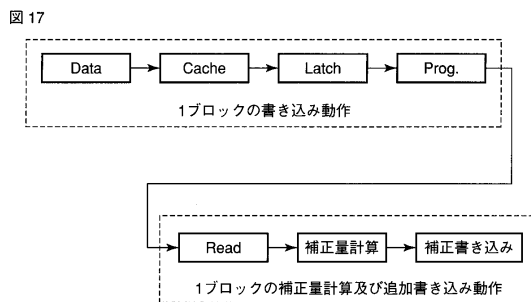 図 17
Data
Cache
Latch
Prog.
1ブロックの書き込み動作
Read
補正量計算
補正書き込み
1ブロックの補正量計算及び追加書き込み動作